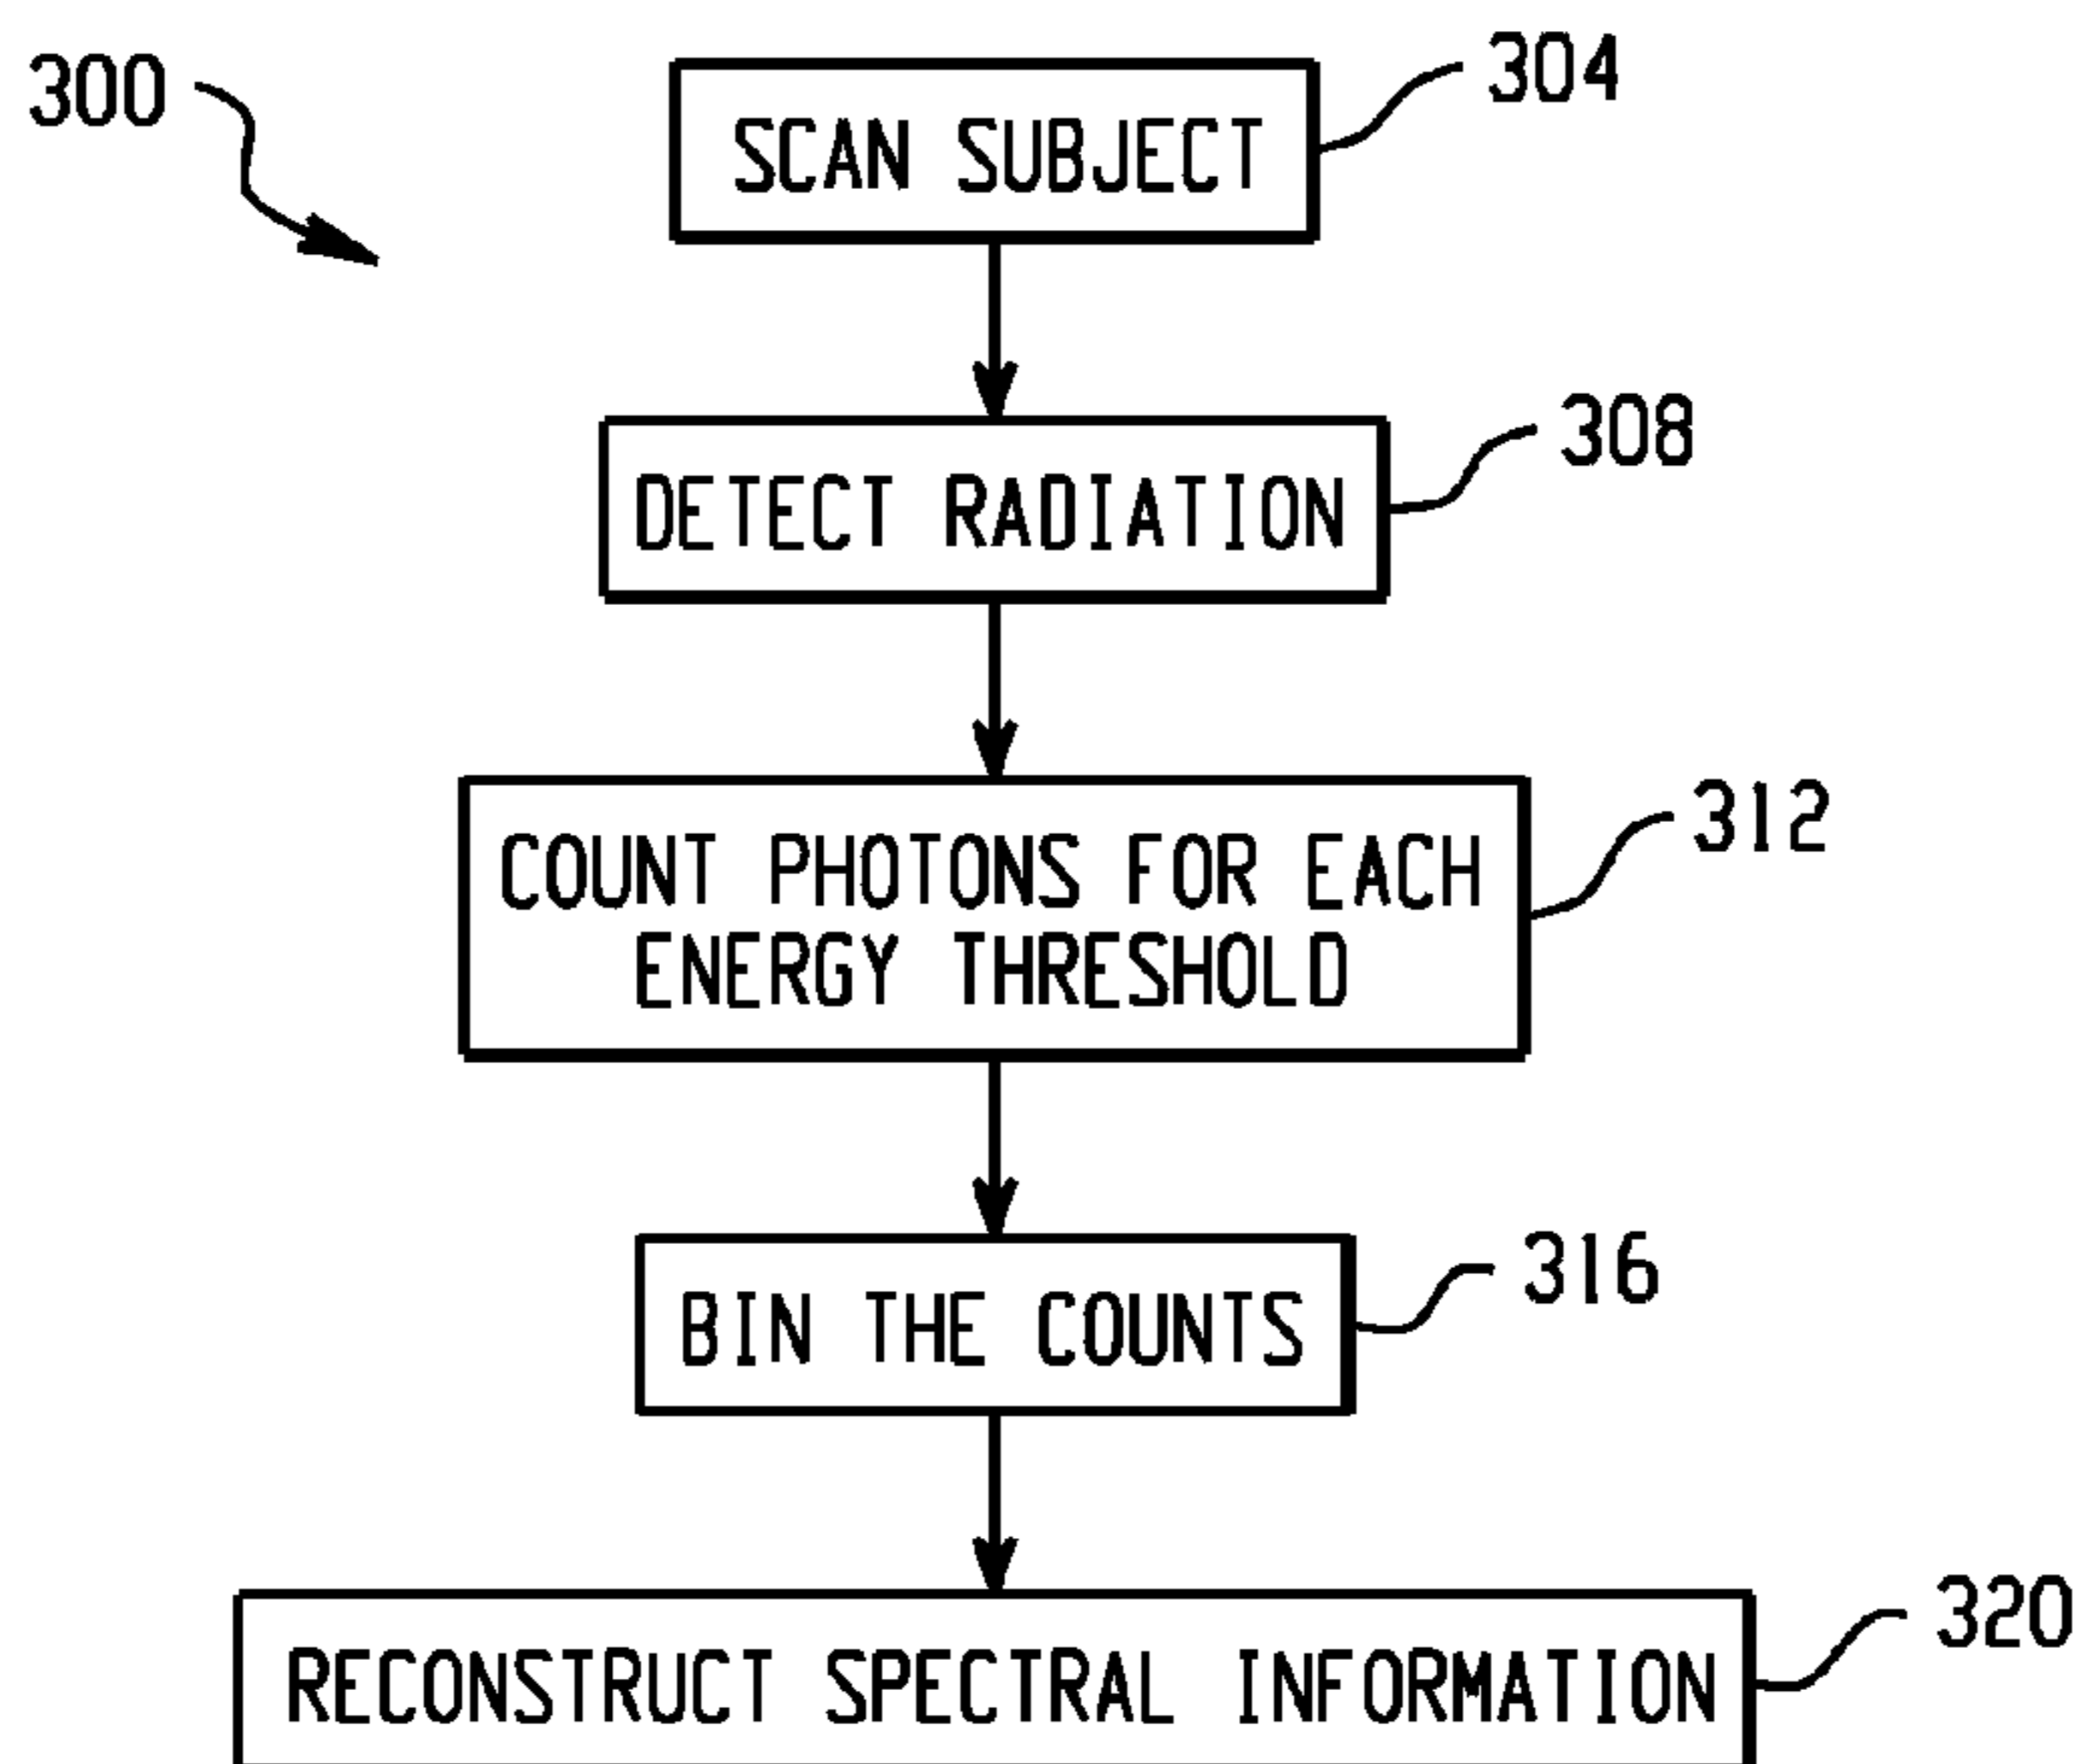 300
304
SCAN SUBJECT
308
DETECT RADIATION
312
COUNT PHOTONS FOR EACH
ENERGY THRESHOLD
316
BIN THE COUNTS
320
RECONSTRUCT SPECTRAL INFORMATION